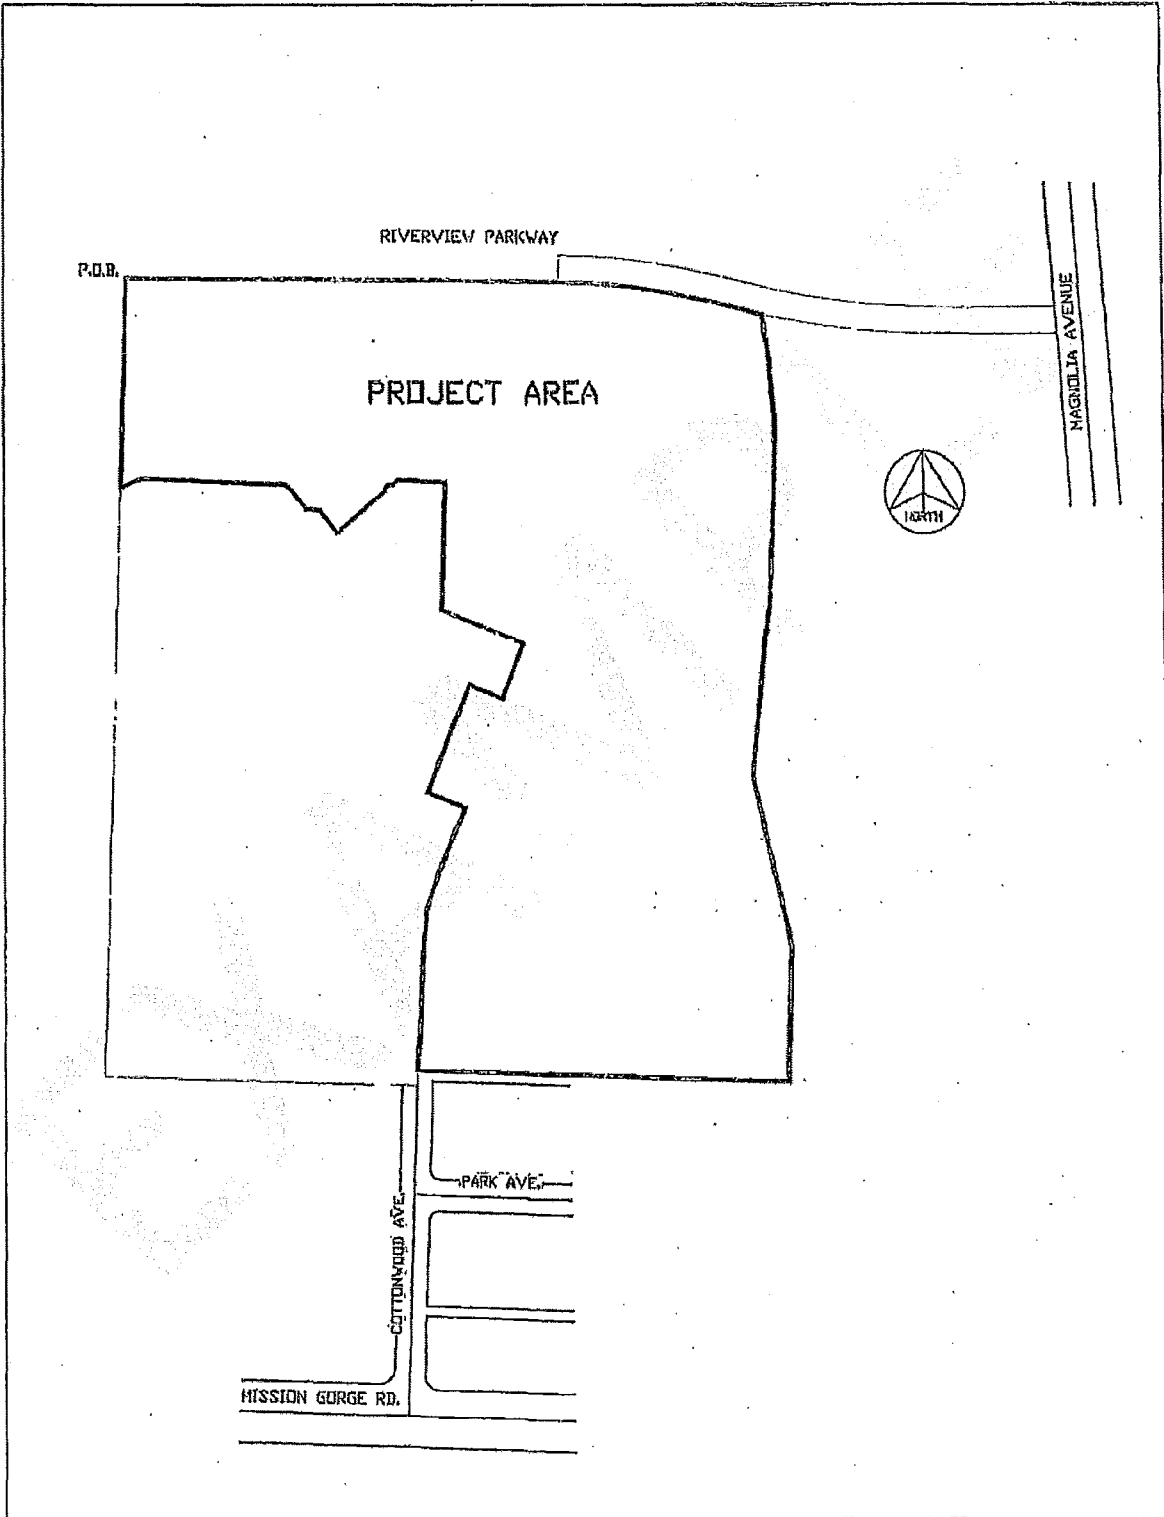 RIVERVIEW PARKWAY
P.O.B.
MAGNOLIA AVENUE
PROJECT AREA
NORTH
PARK AVE.
COTTONWOOD AVE.
MISSION GORGE RD.